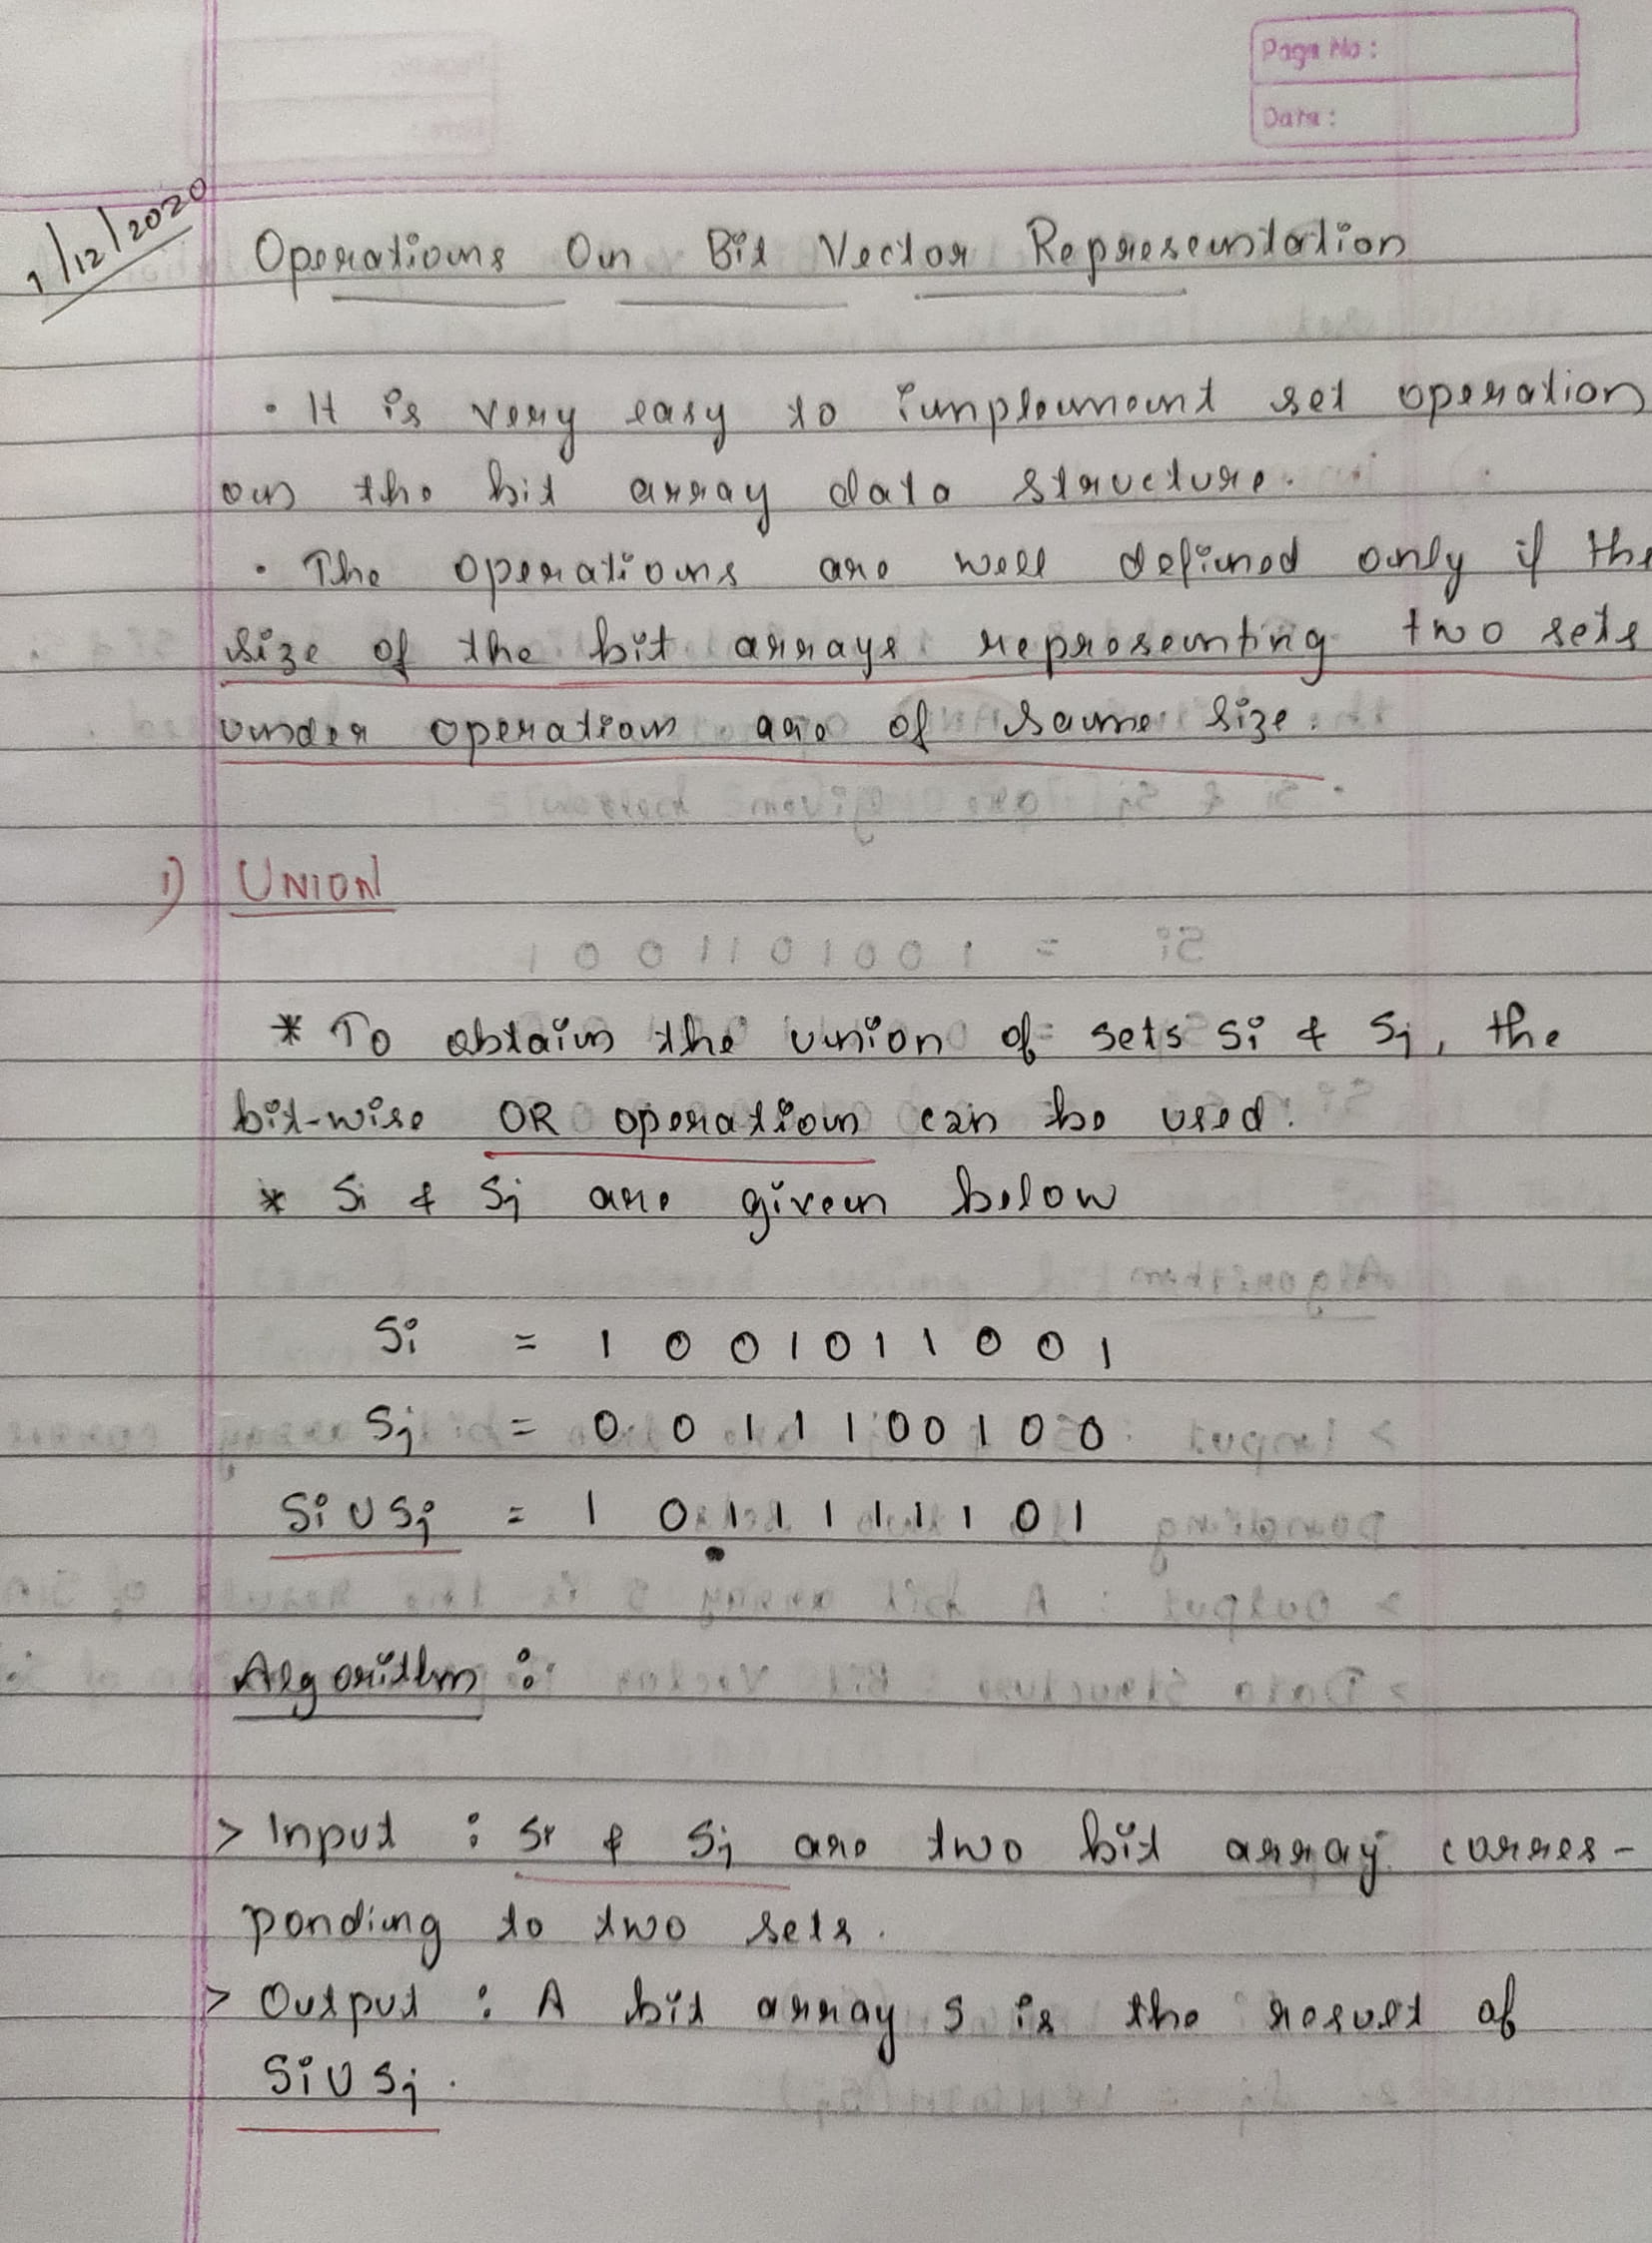 Page No :
Date :
1/12/2020
Operations On Bit Vector Representation
• It is very easy to implement set operation
on the bit array data structure.
• The operations are well defined only if the
size of the bit arrays representing two sets
under operation are of same size.
1) UNION
* To obtain the union of sets Si & Sj, the
bit-wise OR operation can be used.
* Si & Sj are given below
Si = 1 0 0 1 0 1 1 0 0 1
Sj = 0 0 1 1 1 0 0 1 0 0
Si U Sj = 1 0 1 1 1 1 1 1 0 1
Algorithm :
> Input : Si & Sj are two bit array corres-
ponding to two sets.
> Output : A bit array S is the result of
Si U Sj.